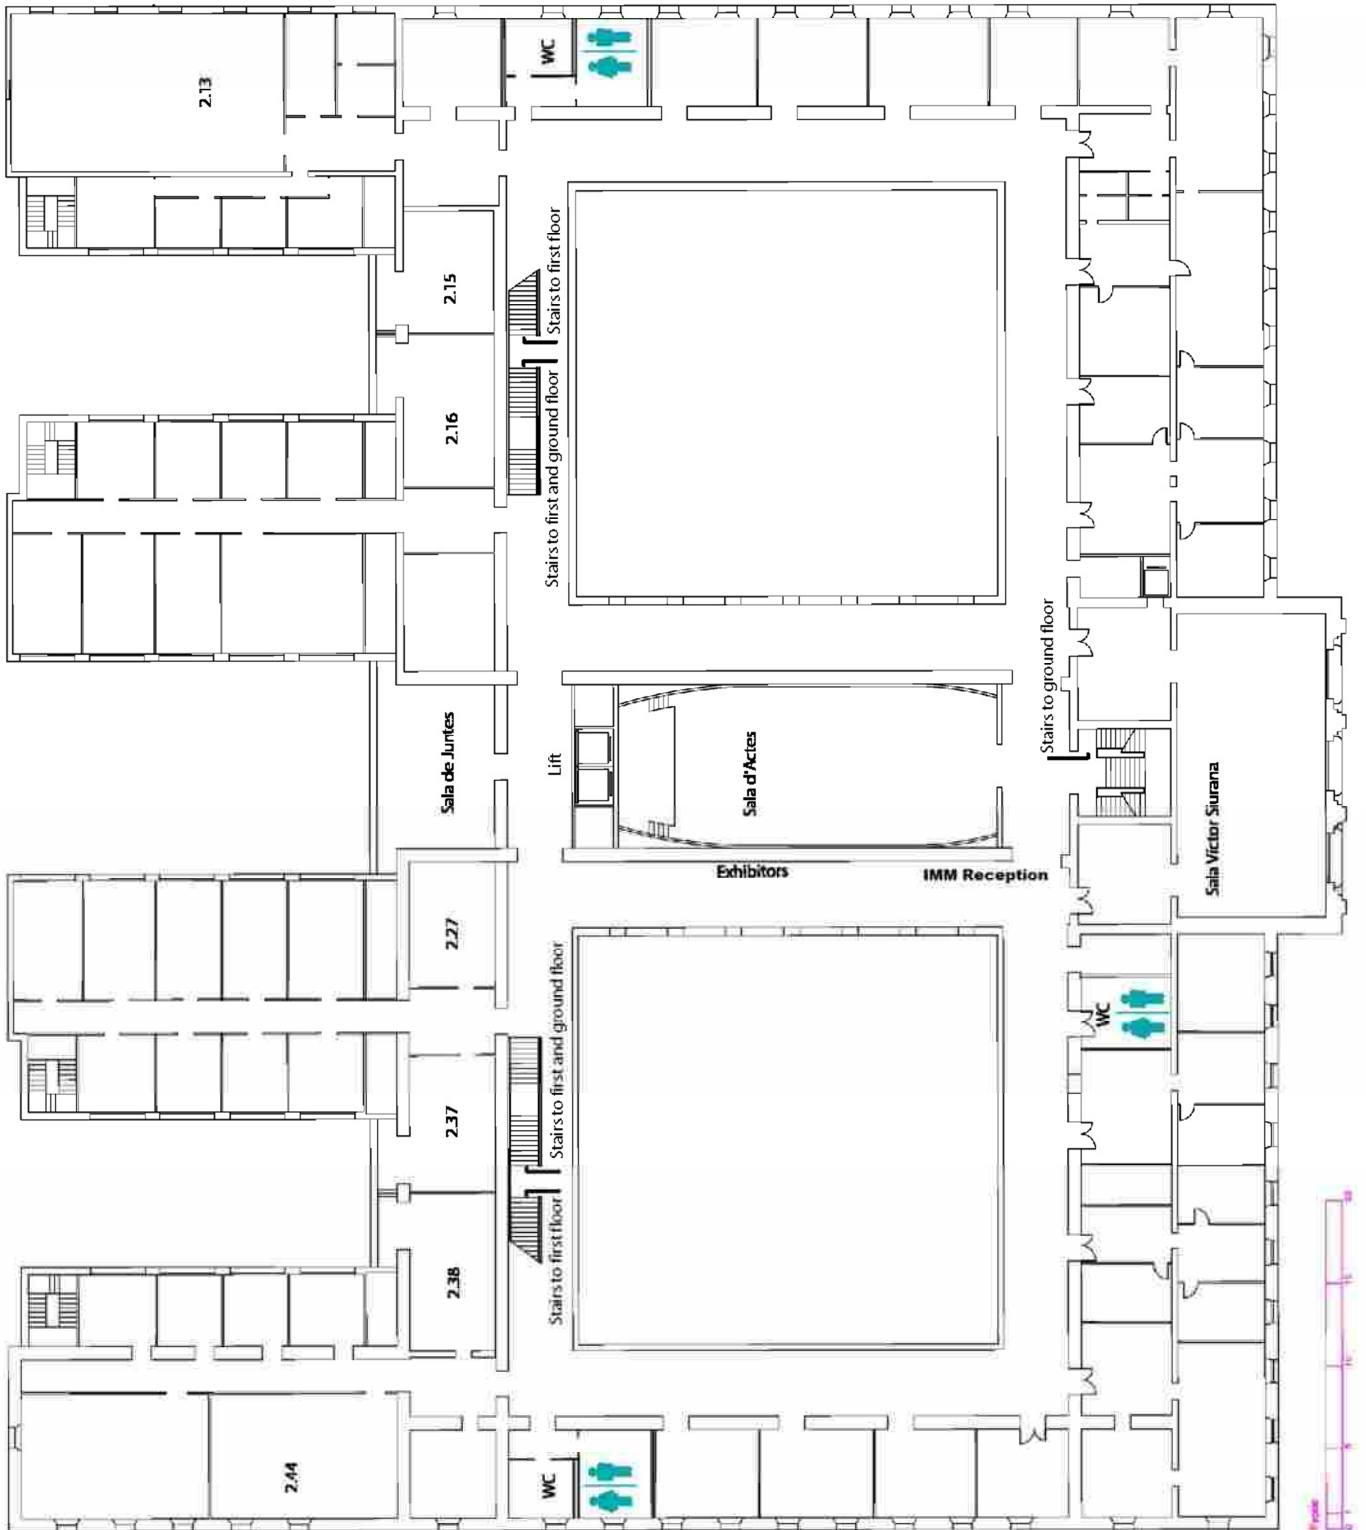 2.13
WC
Stairs to first floor
2.15
Stairs to first and ground floor
2.16
Stairs to ground floor
Sala de Juntes
Lift
Sala d'Actes
Sala Víctor Siurana
Exhibitors
IMM Reception
2.27
WC
Stairs to first and ground floor
2.37
Stairs to first floor
2.38
2.44
WC